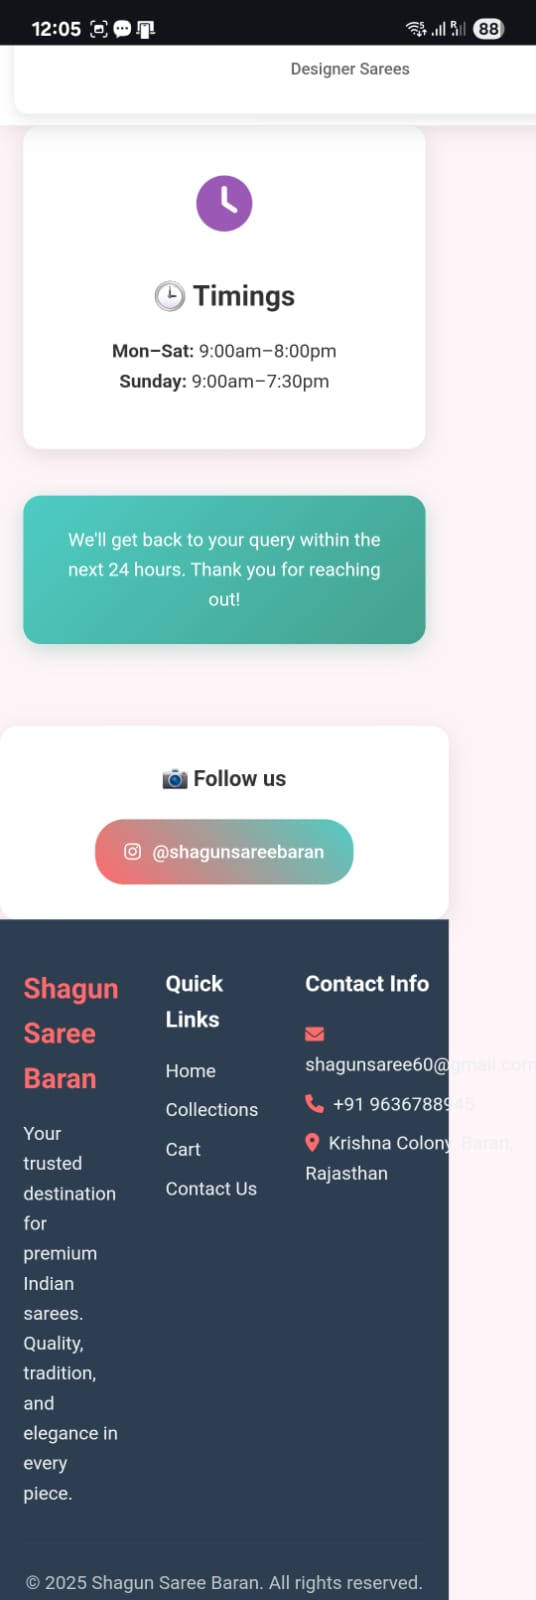 12:05
88
Designer Sarees
🕒 Timings
Mon–Sat: 9:00am–8:00pm
Sunday: 9:00am–7:30pm
We'll get back to your query within the
next 24 hours. Thank you for reaching
out!
📷 Follow us
@shagunsareebaran
Shagun
Saree
Baran
Your
trusted
destination
for
premium
Indian
sarees.
Quality,
tradition,
and
elegance in
every
piece.
Quick
Links
Home
Collections
Cart
Contact Us
Contact Info
shagunsaree60@gmail.com
+91 9636788945
Krishna Colony, Baran,
Rajasthan
© 2025 Shagun Saree Baran. All rights reserved.